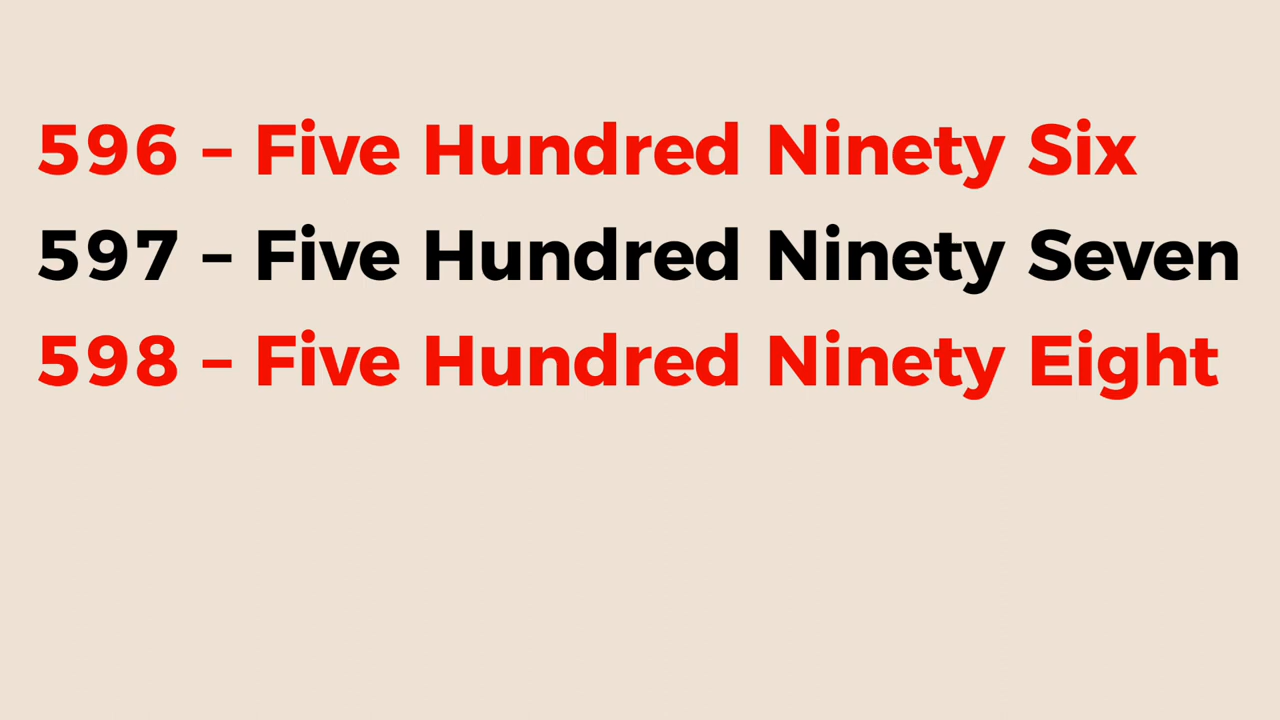 596 – Five Hundred Ninety Six
597 – Five Hundred Ninety Seven
598 – Five Hundred Ninety Eight